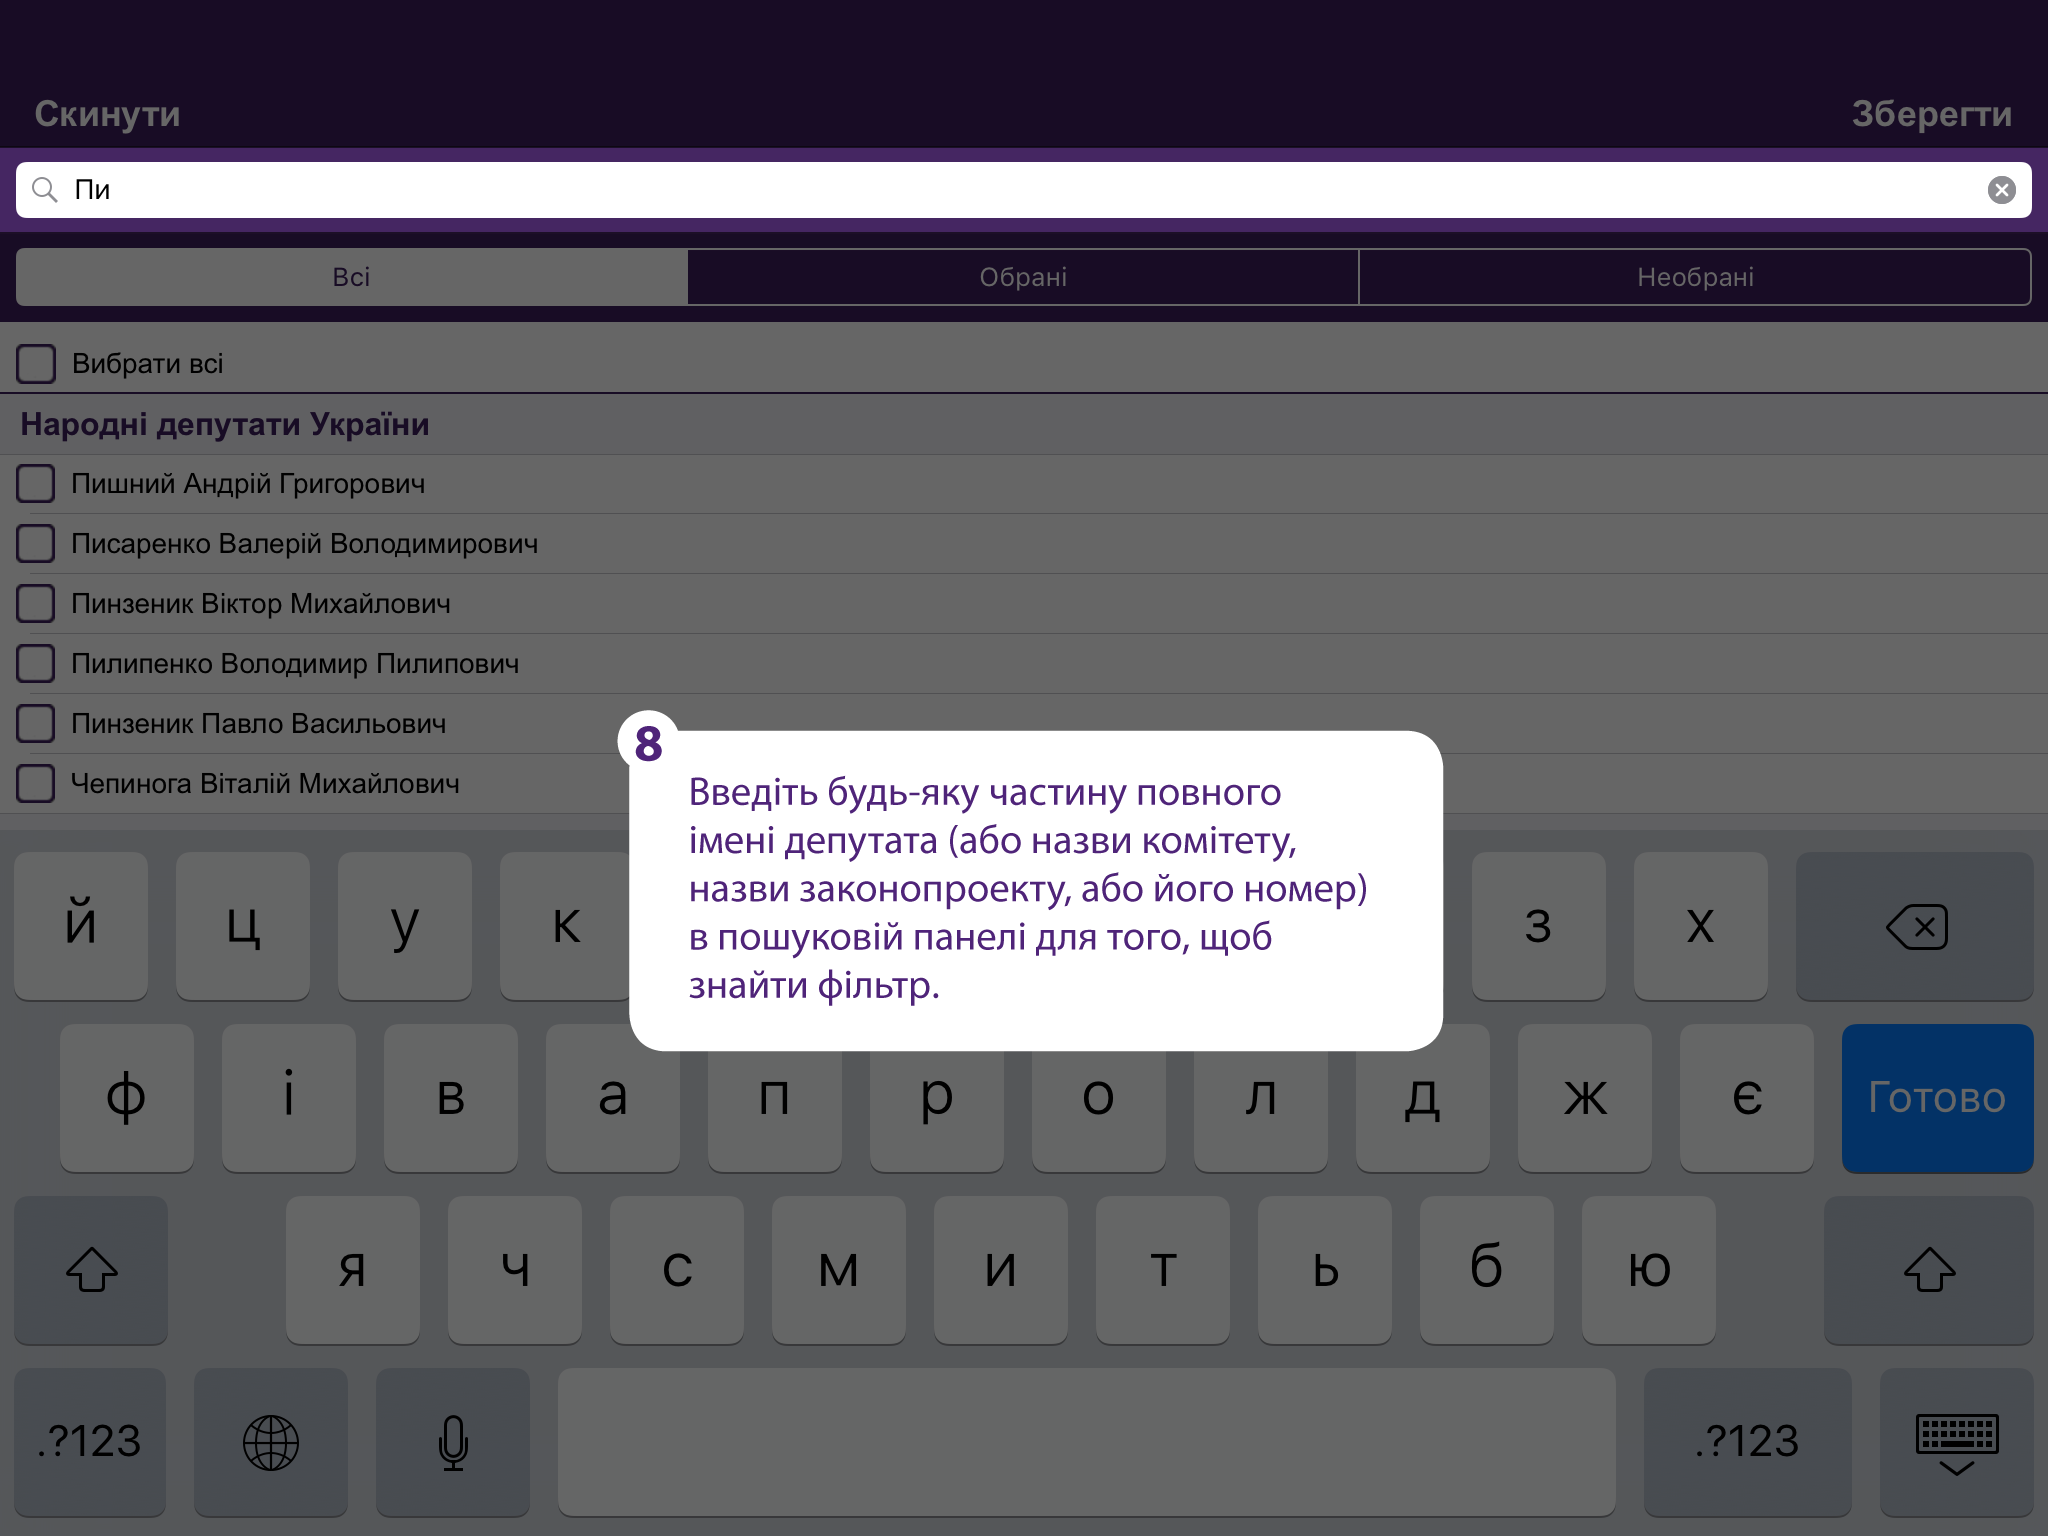 Скинути
Зберегти
Пи
Всі
Обрані
Необрані
Вибрати всі
Народні депутати України
Пишний Андрій Григорович
Писаренко Валерій Володимирович
Пинзеник Віктор Михайлович
Пилипенко Володимир Пилипович
Пинзеник Павло Васильович
Чепинога Віталій Михайлович
8
Введіть будь-яку частину повного
імені депутата (або назви комітету,
назви законопроекту, або його номер)
в пошуковій панелі для того, щоб
знайти фільтр.
й ц у к з х
ф і в а п р о л д ж є Готово
я ч с м и т ь б ю
.?123 .?123